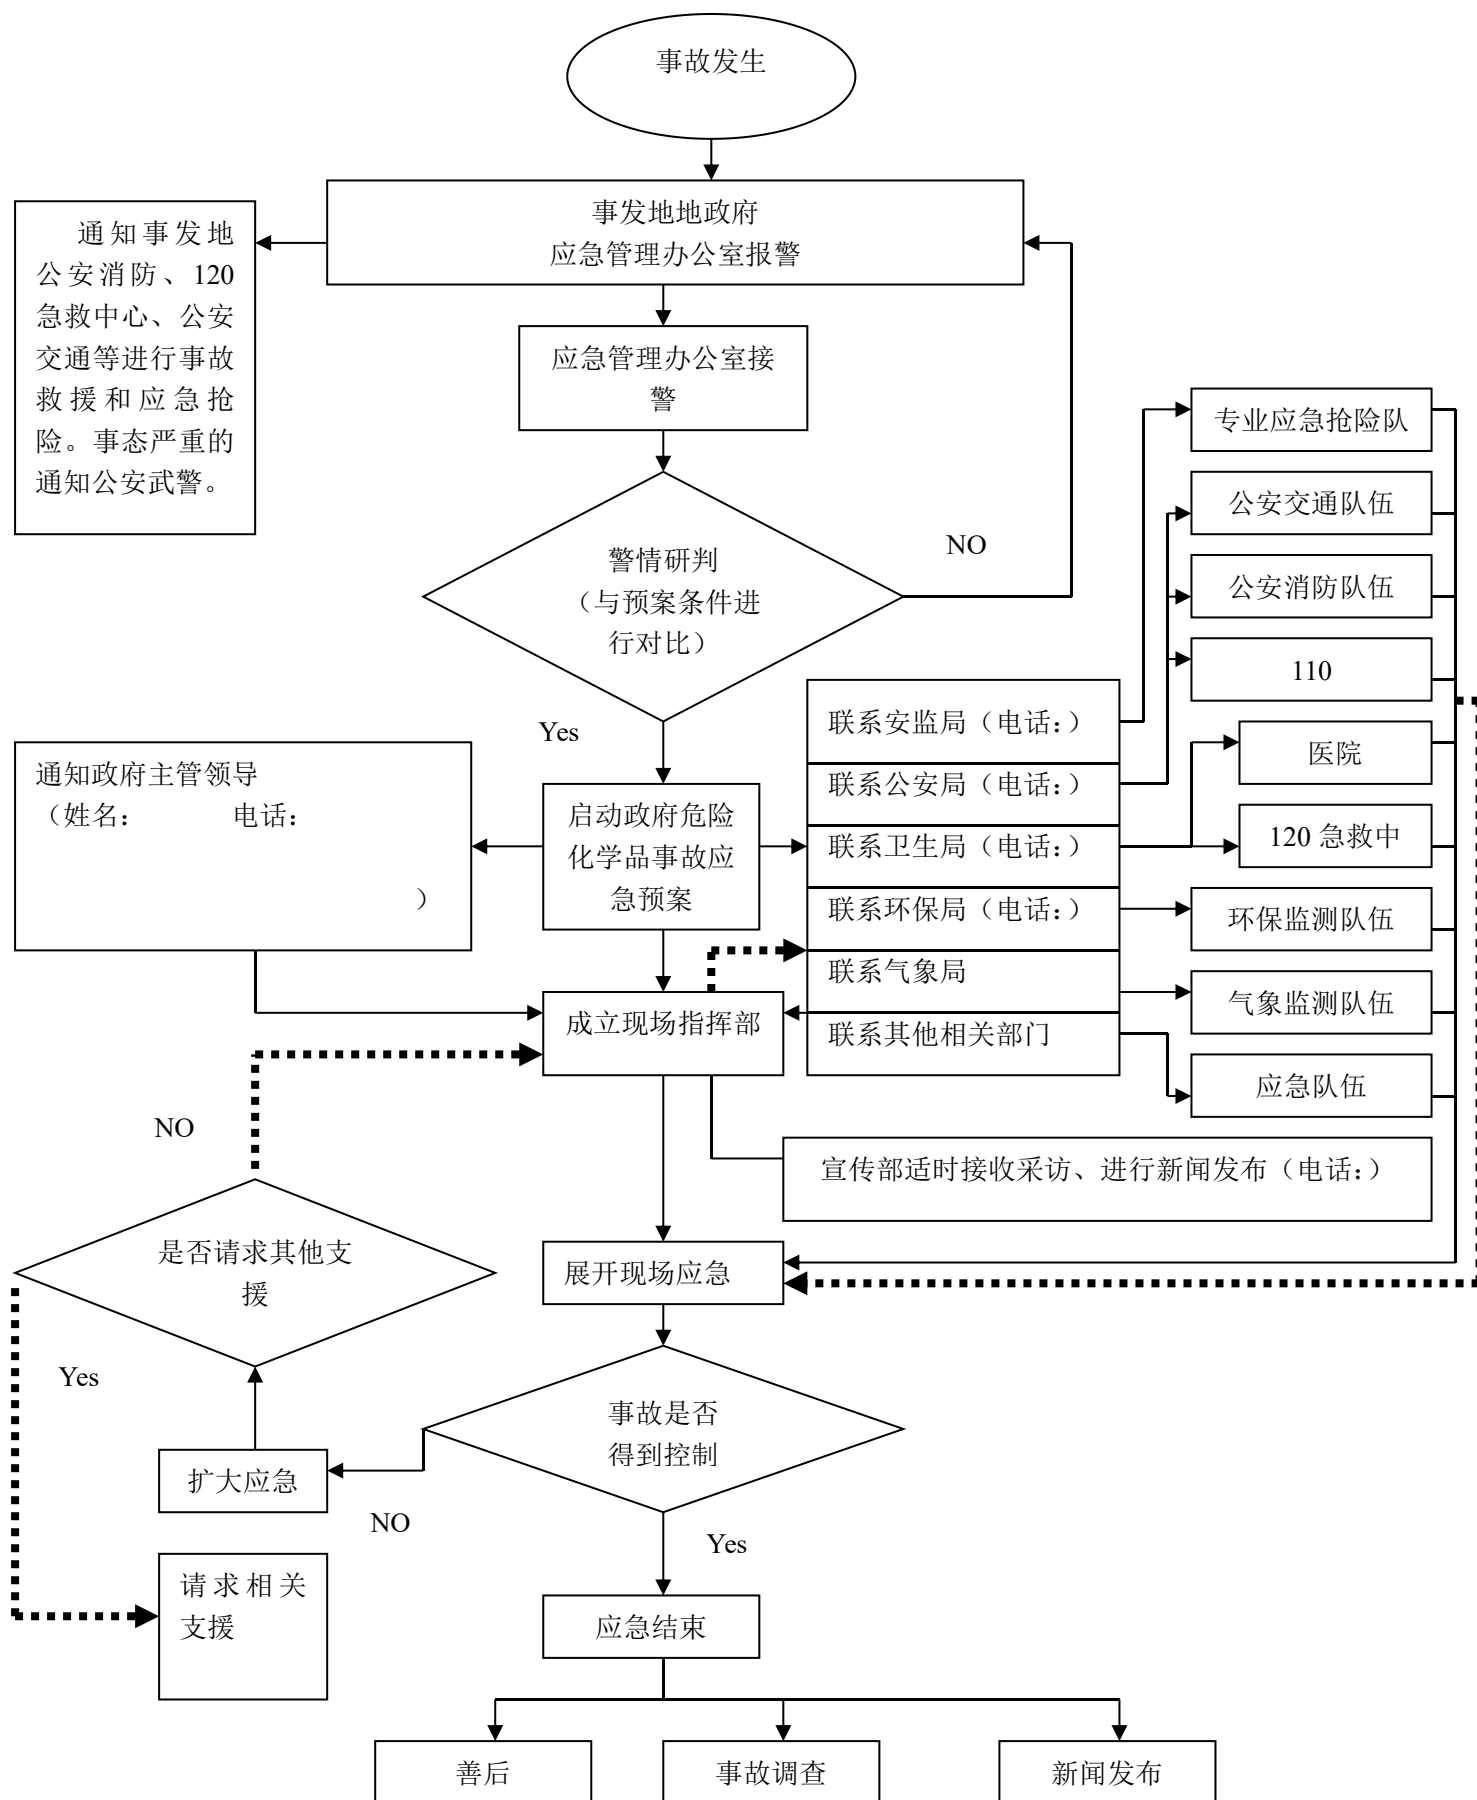 事故发生
事发地地政府
应急管理办公室报警
通知事发地
公安消防、120
急救中心、公安
交通等进行事故
救援和应急抢
险。事态严重的
通知公安武警。
应急管理办公室接
警
专业应急抢险队
公安交通队伍
NO
警情研判
（与预案条件进
行对比）
公安消防队伍
110
Yes
联系安监局（电话:）
医院
通知政府主管领导
（姓名:　　　　电话:
）
联系公安局（电话:）
启动政府危险
化学品事故应
急预案
联系卫生局（电话:）
120 急救中
联系环保局（电话:）
环保监测队伍
联系气象局
气象监测队伍
成立现场指挥部
联系其他相关部门
应急队伍
NO
宣传部适时接收采访、进行新闻发布（电话:）
是否请求其他支
援
展开现场应急
Yes
事故是否
得到控制
扩大应急
NO
Yes
请求相关
支援
应急结束
善后
事故调查
新闻发布